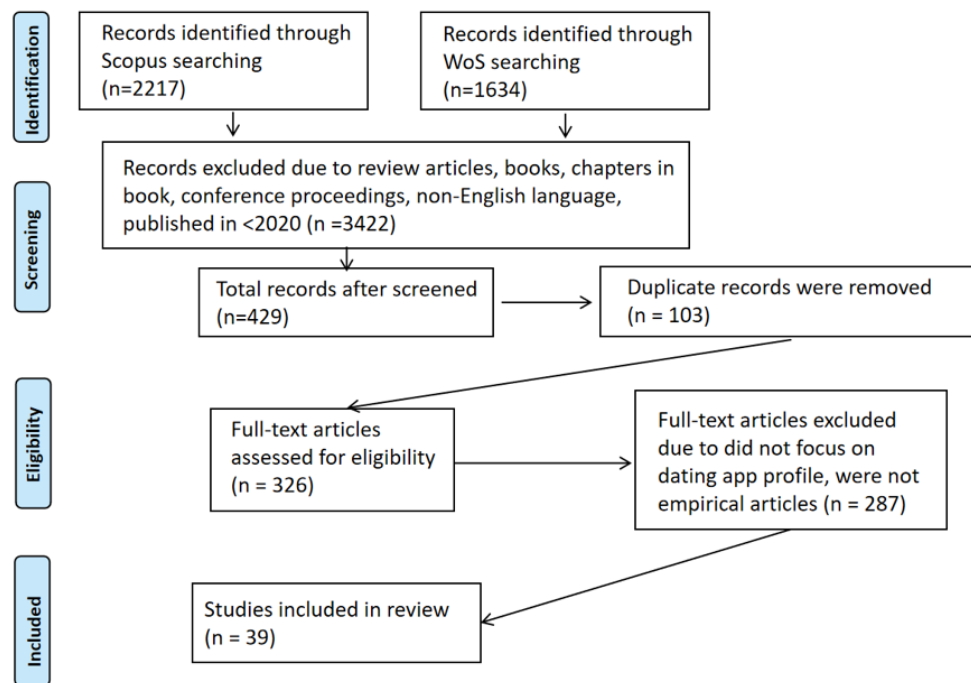 Identification
Records identified through
Scopus searching
(n=2217)
Records identified through
WoS searching
(n=1634)
Records excluded due to review articles, books, chapters in
book, conference proceedings, non-English language,
published in <2020 (n =3422)
Screening
Total records after screened
(n=429)
Duplicate records were removed
(n = 103)
Eligibility
Full-text articles
assessed for eligibility
(n = 326)
Full-text articles excluded
due to did not focus on
dating app profile, were not
empirical articles (n = 287)
Included
Studies included in review
(n = 39)